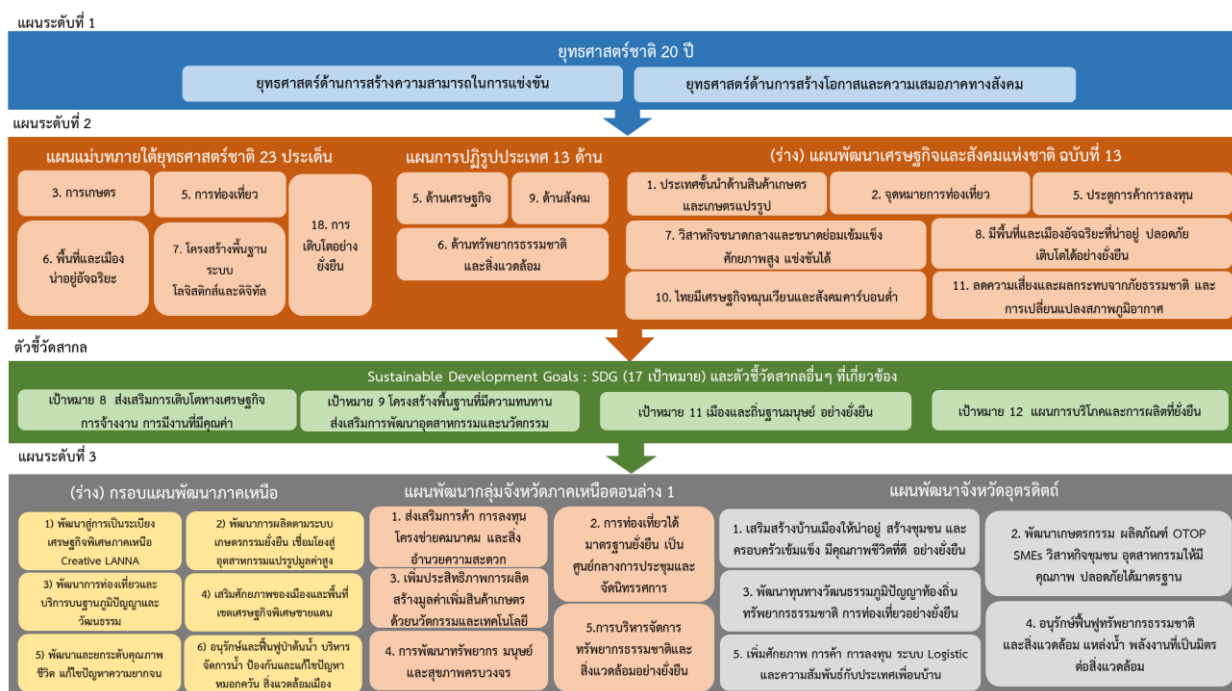 แผนระดับที่ 1
ยุทธศาสตร์ชาติ 20 ปี
ยุทธศาสตร์ด้านการสร้างความสามารถในการแข่งขัน
ยุทธศาสตร์ด้านการสร้างโอกาสและความเสมอภาคทางสังคม
แผนระดับที่ 2
แผนแม่บทภายใต้ยุทธศาสตร์ชาติ 23 ประเด็น
3. การเกษตร
5. การท่องเที่ยว
18. การ
เติบโตอย่าง
ยั่งยืน
6. พื้นที่และเมือง
น่าอยู่อัจฉริยะ
7. โครงสร้างพื้นฐาน
ระบบ
โลจิสติกส์และดิจิทัล
แผนการปฏิรูปประเทศ 13 ด้าน
5. ด้านเศรษฐกิจ
9. ด้านสังคม
6. ด้านทรัพยากรธรรมชาติ
และสิ่งแวดล้อม
(ร่าง) แผนพัฒนาเศรษฐกิจและสังคมแห่งชาติ ฉบับที่ 13
1. ประเทศชั้นนำด้านสินค้าเกษตร
และเกษตรแปรรูป
2. จุดหมายการท่องเที่ยว
5. ประตูการค้าการลงทุน
7. วิสาหกิจขนาดกลางและขนาดย่อมเข้มแข็ง
ศักยภาพสูง แข่งขันได้
8. มีพื้นที่และเมืองอัจฉริยะที่น่าอยู่ ปลอดภัย
เติบโตได้อย่างยั่งยืน
10. ไทยมีเศรษฐกิจหมุนเวียนและสังคมคาร์บอนต่ำ
11. ลดความเสี่ยงและผลกระทบจากภัยธรรมชาติ และ
การเปลี่ยนแปลงสภาพภูมิอากาศ
ตัวชี้วัดสากล
Sustainable Development Goals : SDG (17 เป้าหมาย) และตัวชี้วัดสากลอื่นๆ ที่เกี่ยวข้อง
เป้าหมาย 8 ส่งเสริมการเติบโตทางเศรษฐกิจ
การจ้างงาน การมีงานที่มีคุณค่า
เป้าหมาย 9 โครงสร้างพื้นฐานที่มีความทนทาน
ส่งเสริมการพัฒนาอุตสาหกรรมและนวัตกรรม
เป้าหมาย 11 เมืองและถิ่นฐานมนุษย์ อย่างยั่งยืน
เป้าหมาย 12 แผนการบริโภคและการผลิตที่ยั่งยืน
แผนระดับที่ 3
(ร่าง) กรอบแผนพัฒนาภาคเหนือ
1) พัฒนาสู่การเป็นระเบียง
เศรษฐกิจพิเศษภาคเหนือ
Creative LANNA
2) พัฒนาการผลิตตามระบบ
เกษตรกรรมยั่งยืน เชื่อมโยงสู่
อุตสาหกรรมแปรรูปมูลค่าสูง
3) พัฒนาการท่องเที่ยวและ
บริการบนฐานภูมิปัญญาและ
วัฒนธรรม
4) เสริมศักยภาพของเมืองและพื้นที่
เขตเศรษฐกิจพิเศษชายแดน
5) พัฒนาและยกระดับคุณภาพ
ชีวิต แก้ไขปัญหาความยากจน
6) อนุรักษ์และฟื้นฟูป่าต้นน้ำ บริหาร
จัดการน้ำ ป้องกันและแก้ไขปัญหา
หมอกควัน สิ่งแวดล้อมเมือง
แผนพัฒนากลุ่มจังหวัดภาคเหนือตอนล่าง 1
1. ส่งเสริมการค้า การลงทุน
โครงข่ายคมนาคม และสิ่ง
อำนวยความสะดวก
2. การท่องเที่ยวได้
มาตรฐานยั่งยืน เป็น
ศูนย์กลางการประชุมและ
จัดนิทรรศการ
3. เพิ่มประสิทธิภาพการผลิต
สร้างมูลค่าเพิ่มสินค้าเกษตร
ด้วยนวัตกรรมและเทคโนโลยี
4. การพัฒนาทรัพยากร มนุษย์
และสุขภาพครบวงจร
5.การบริหารจัดการ
ทรัพยากรธรรมชาติและ
สิ่งแวดล้อมอย่างยั่งยืน
แผนพัฒนาจังหวัดอุตรดิตถ์
1. เสริมสร้างบ้านเมืองให้น่าอยู่ สร้างชุมชน และ
ครอบครัวเข้มแข็ง มีคุณภาพชีวิตที่ดี อย่างยั่งยืน
2. พัฒนาเกษตรกรรม ผลิตภัณฑ์ OTOP
SMEs วิสาหกิจชุมชน อุตสาหกรรมให้มี
คุณภาพ ปลอดภัยได้มาตรฐาน
3. พัฒนาทุนทางวัฒนธรรมภูมิปัญญาท้องถิ่น
ทรัพยากรธรรมชาติ การท่องเที่ยวอย่างยั่งยืน
4. อนุรักษ์ฟื้นฟูทรัพยากรธรรมชาติ
และสิ่งแวดล้อม แหล่งน้ำ พลังงานที่เป็นมิตร
ต่อสิ่งแวดล้อม
5. เพิ่มศักยภาพ การค้า การลงทุน ระบบ Logistic
และความสัมพันธ์กับประเทศเพื่อนบ้าน